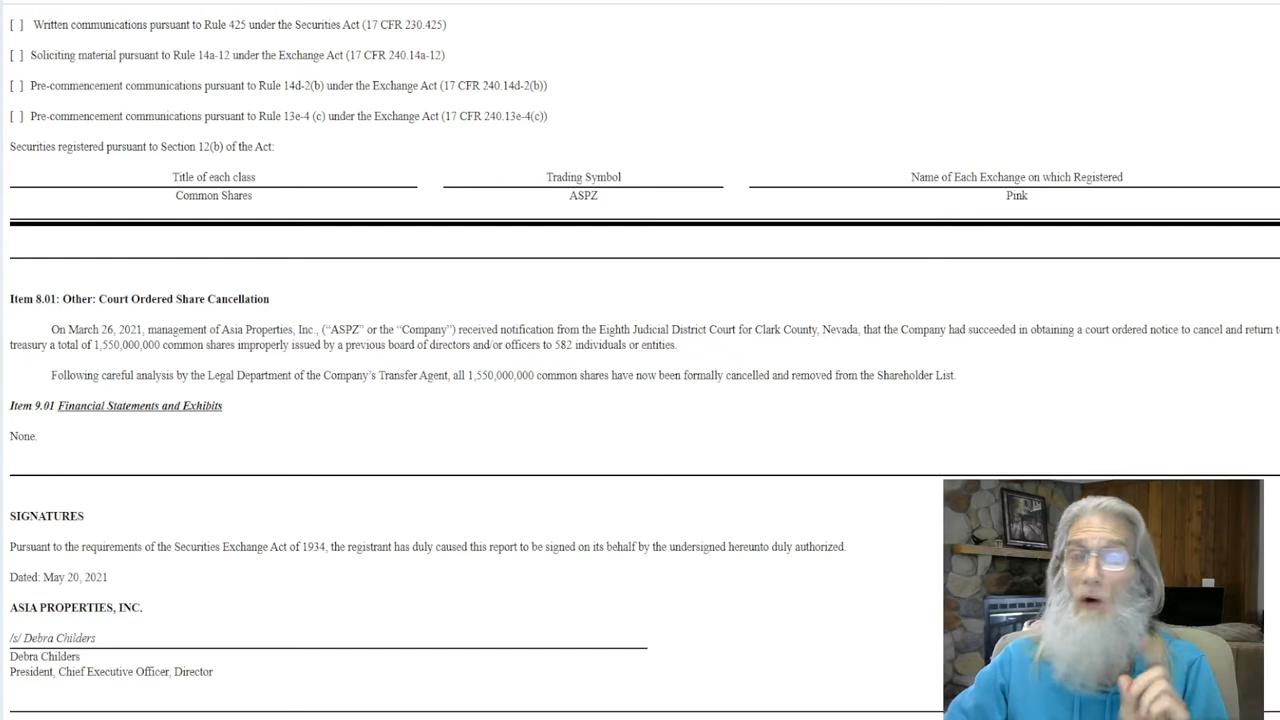 [ ] Written communications pursuant to Rule 425 under the Securities Act (17 CFR 230.425)
[ ] Soliciting material pursuant to Rule 14a-12 under the Exchange Act (17 CFR 240.14a-12)
[ ] Pre-commencement communications pursuant to Rule 14d-2(b) under the Exchange Act (17 CFR 240.14d-2(b))
[ ] Pre-commencement communications pursuant to Rule 13e-4 (c) under the Exchange Act (17 CFR 240.13e-4(c))
Securities registered pursuant to Section 12(b) of the Act:
Title of each class Trading Symbol Name of Each Exchange on which Registered
Common Shares ASPZ Pink
Item 8.01: Other: Court Ordered Share Cancellation
On March 26, 2021, management of Asia Properties, Inc., (“ASPZ” or the “Company”) received notification from the Eighth Judicial District Court for Clark County, Nevada, that the Company had succeeded in obtaining a court ordered notice to cancel and return t
treasury a total of 1,550,000,000 common shares improperly issued by a previous board of directors and/or officers to 582 individuals or entities.
Following careful analysis by the Legal Department of the Company’s Transfer Agent, all 1,550,000,000 common shares have now been formally cancelled and removed from the Shareholder List.
Item 9.01 Financial Statements and Exhibits
None.
SIGNATURES
Pursuant to the requirements of the Securities Exchange Act of 1934, the registrant has duly caused this report to be signed on its behalf by the undersigned hereunto duly authorized.
Dated: May 20, 2021
ASIA PROPERTIES, INC.
/s/ Debra Childers
Debra Childers
President, Chief Executive Officer, Director